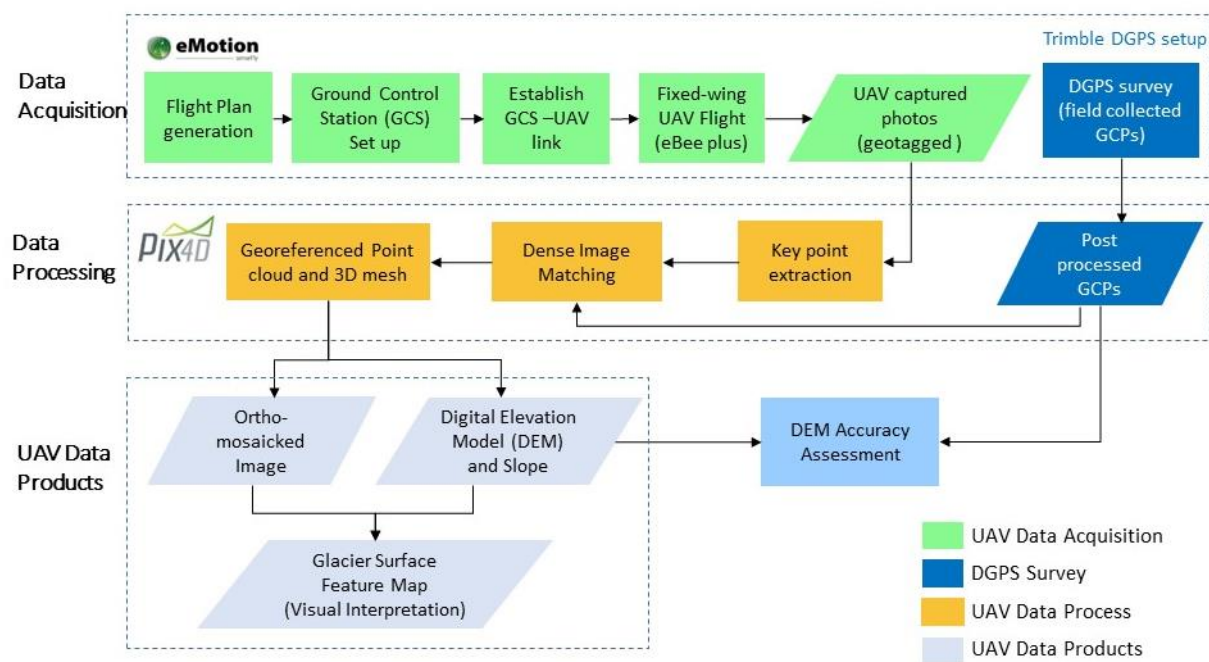 eMotion
senseFly
Trimble DGPS setup
Data
Acquisition
Flight Plan
generation
Ground Control
Station (GCS)
Set up
Establish
GCS –UAV
link
Fixed-wing
UAV Flight
(eBee plus)
UAV captured
photos
(geotagged )
DGPS survey
(field collected
GCPs)
Data
Processing
PIX4D
Georeferenced Point
cloud and 3D mesh
Dense Image
Matching
Key point
extraction
Post
processed
GCPs
UAV Data
Products
Ortho-
mosaicked
Image
Digital Elevation
Model (DEM)
and Slope
DEM Accuracy
Assessment
Glacier Surface
Feature Map
(Visual Interpretation)
UAV Data Acquisition
DGPS Survey
UAV Data Process
UAV Data Products